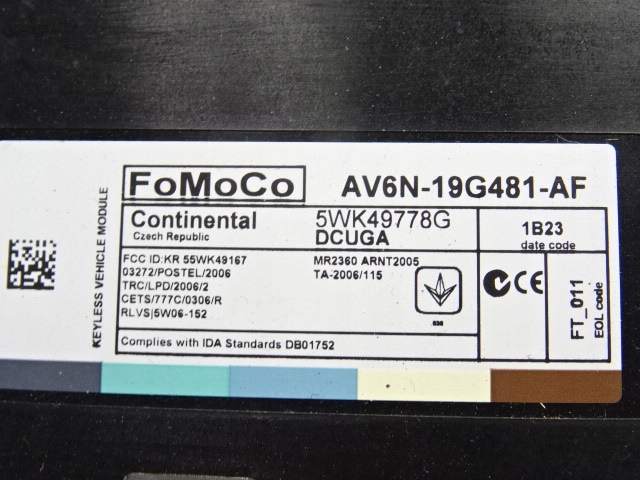 KEYLESS VEHICLE MODULE
FoMoCo
AV6N-19G481-AF
Continental
Czech Republic
5WK49778G
DCUGA
1B23
date code
FCC ID:KR 55WK49167
03272/POSTEL/2006
TRC/LPD/2006/2
CETS/777C/0306/R
RLVS|5W06-152
MR2360 ARNT2005
TA-2006/115
CE
FT_011
EOL code
Complies with IDA Standards DB01752